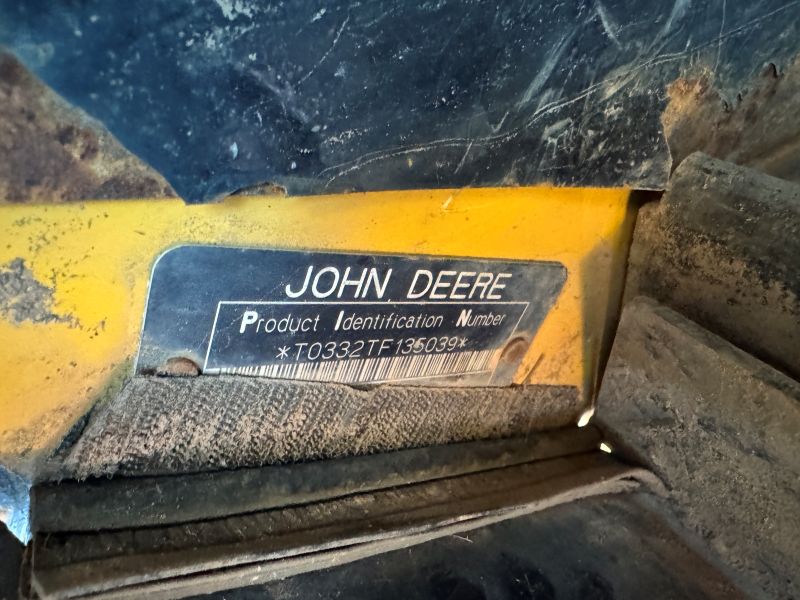 JOHN DEERE
Product Identification Number
*T0332TF135039*